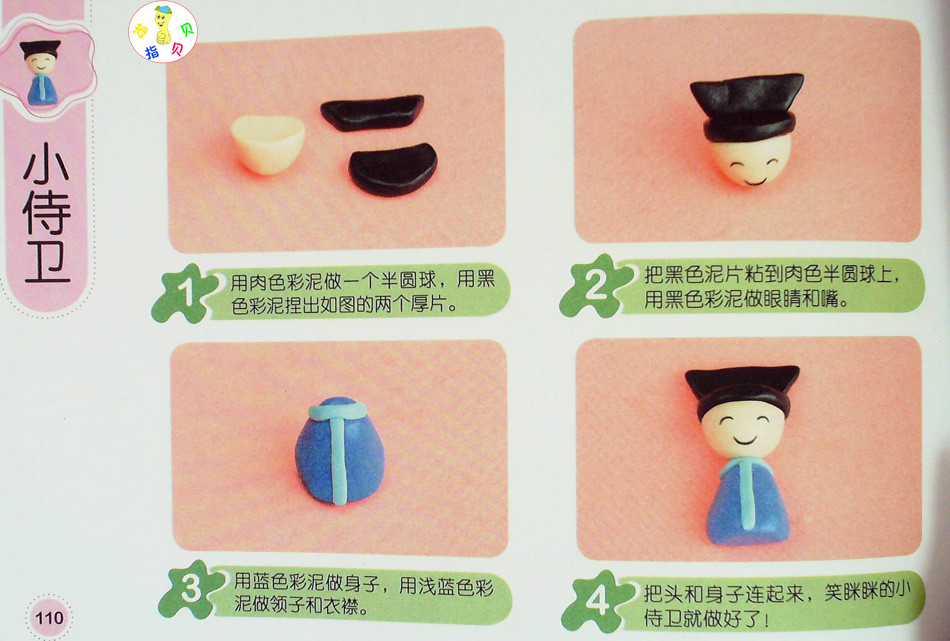 小侍卫
1
用肉色彩泥做一个半圆球，用黑
色彩泥捏出如图的两个厚片。
2
把黑色泥片粘到肉色半圆球上，
用黑色彩泥做眼睛和嘴。
3
用蓝色彩泥做身子，用浅蓝色彩
泥做领子和衣襟。
4
把头和身子连起来，笑眯眯的小
侍卫就做好了！
110